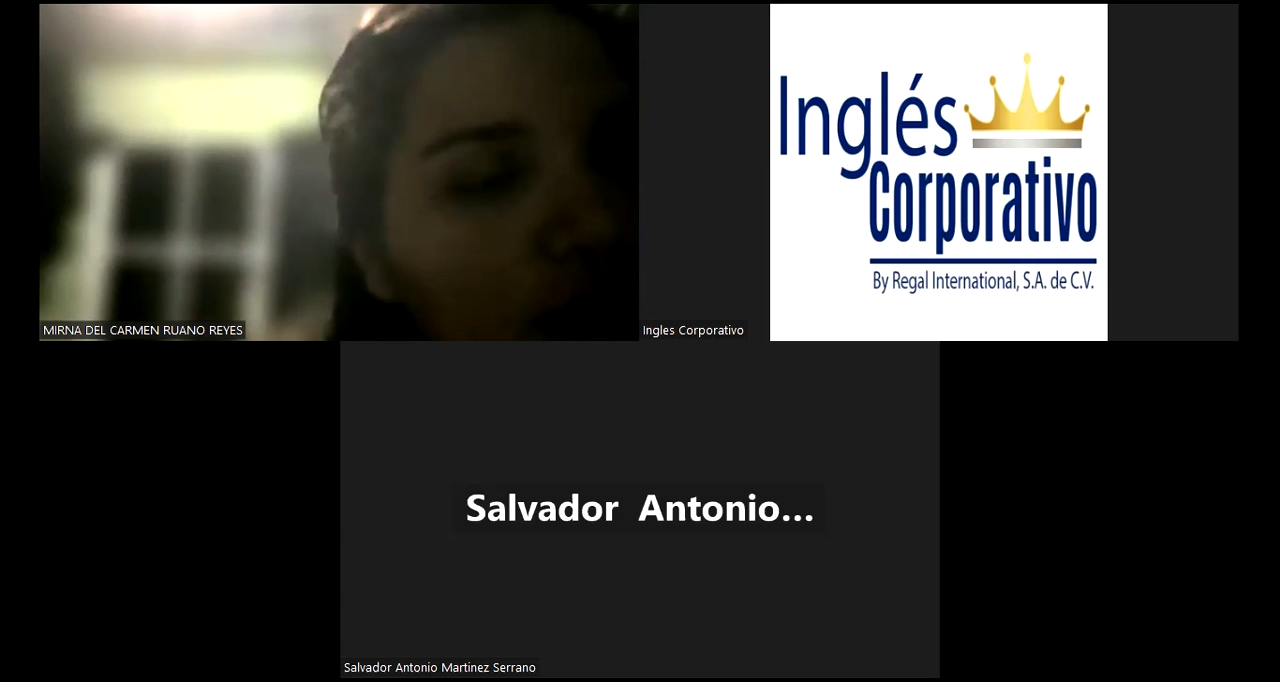 MIRNA DEL CARMEN RUANO REYES
Inglés
Corporativo
By Regal International, S.A. de C.V.
Ingles Corporativo
Salvador Antonio...
Salvador Antonio Martinez Serrano